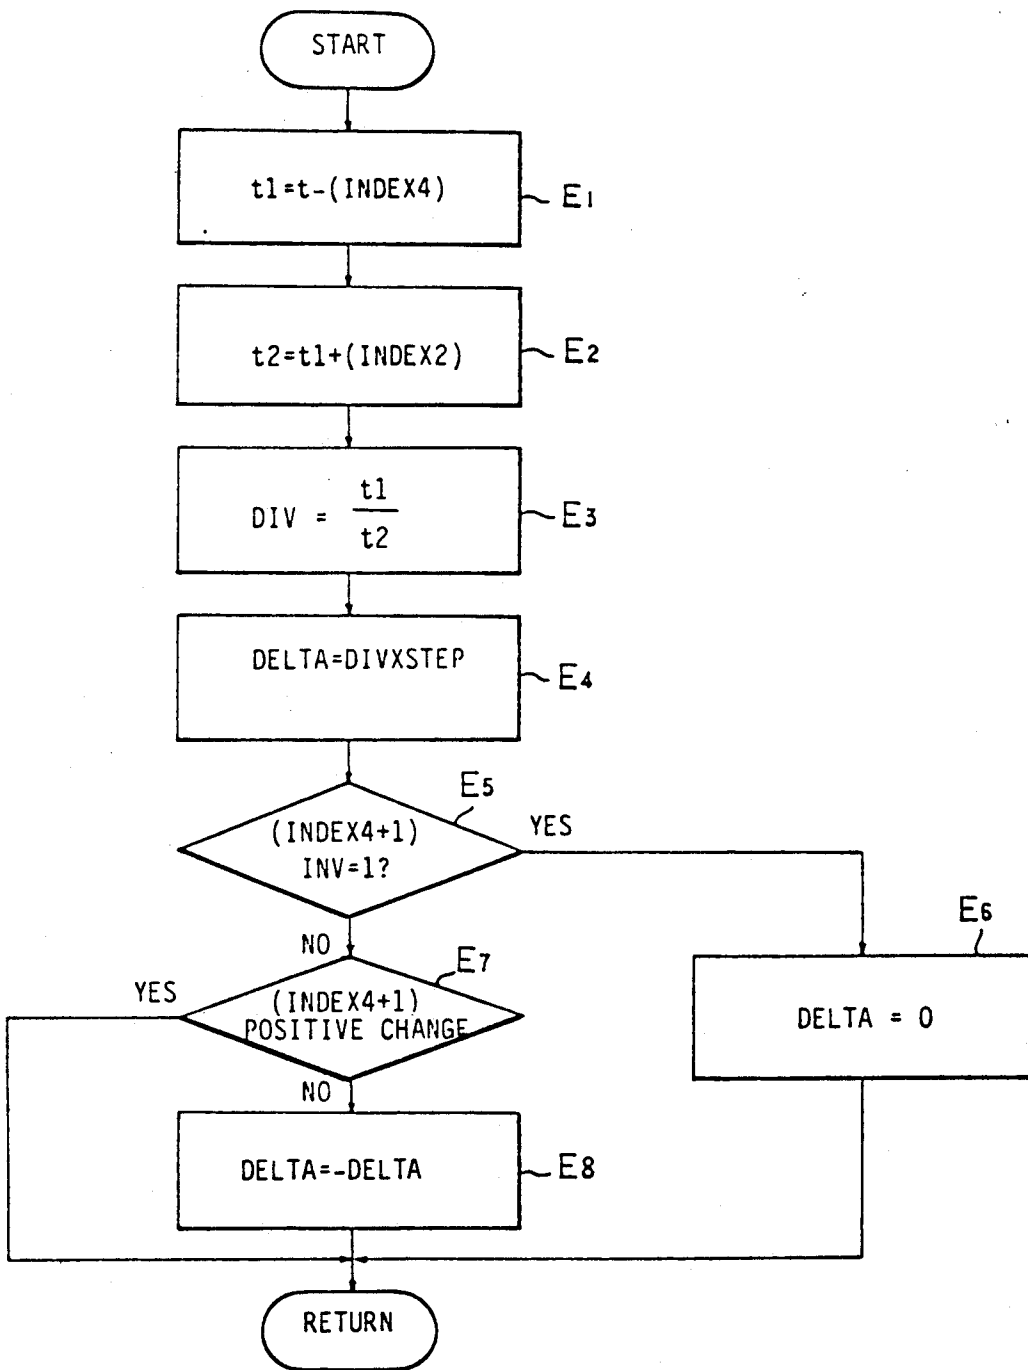 START
t1=t-(INDEX4)
E1
t2=t1+(INDEX2)
E2
DIV = t1
t2
E3
DELTA=DIVXSTEP
E4
E5
(INDEX4+1)
INV=1?
YES
NO
E6
DELTA = 0
E7
YES
(INDEX4+1)
POSITIVE CHANGE
NO
DELTA=-DELTA
E8
RETURN